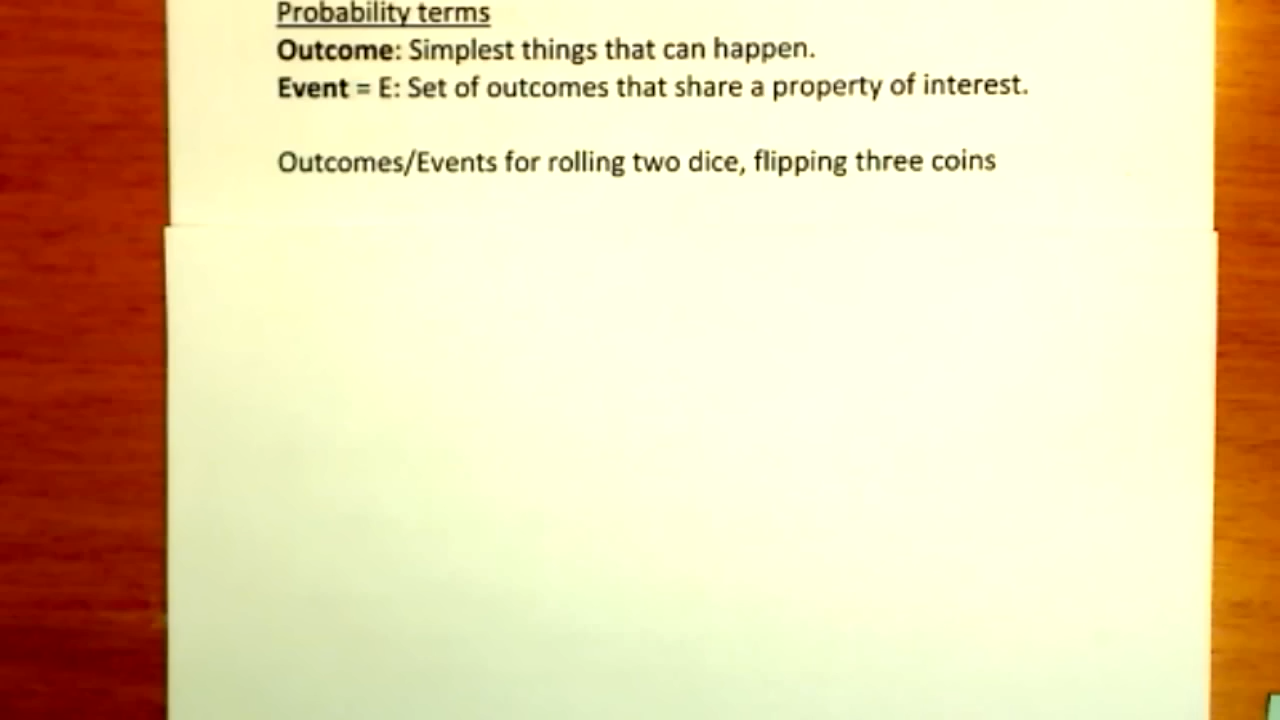 Probability terms
Outcome: Simplest things that can happen.
Event = E: Set of outcomes that share a property of interest.
Outcomes/Events for rolling two dice, flipping three coins